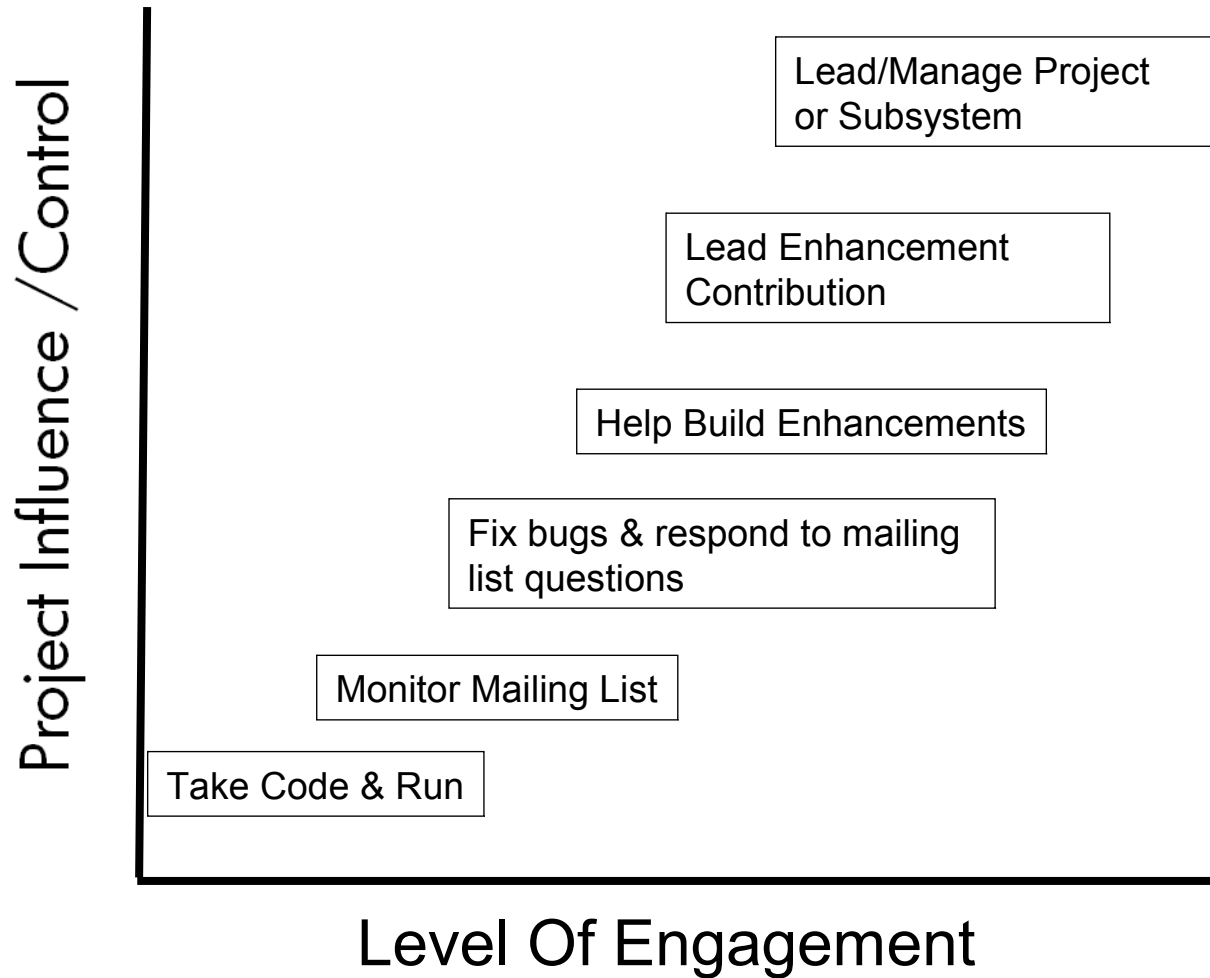 Project Influence /Control
Lead/Manage Project
or Subsystem
Lead Enhancement
Contribution
Help Build Enhancements
Fix bugs & respond to mailing
list questions
Monitor Mailing List
Take Code & Run
Level Of Engagement